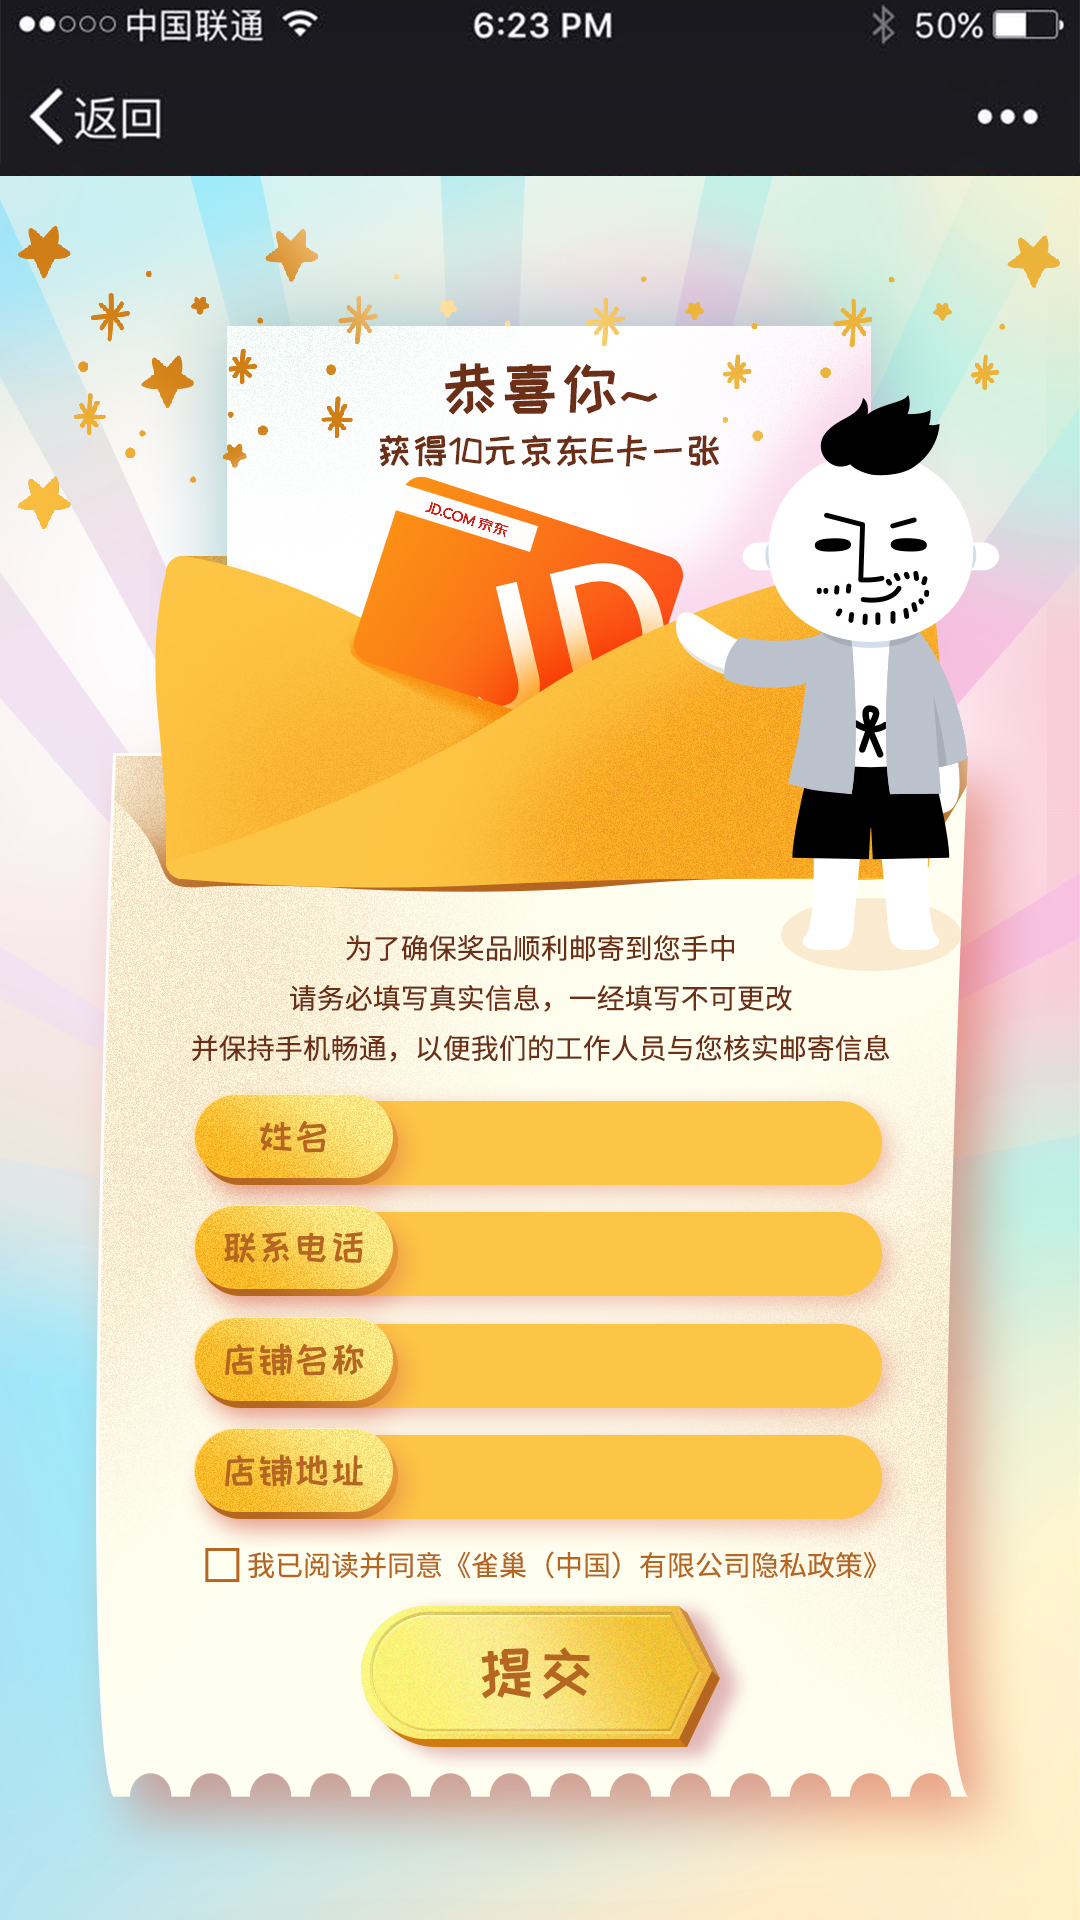 中国联通
6:23 PM
50%
返回
恭喜你~
获得10元京东E卡一张
JD.COM 京东
JD
为了确保奖品顺利邮寄到您手中
请务必填写真实信息，一经填写不可更改
并保持手机畅通，以便我们的工作人员与您核实邮寄信息
姓名
联系电话
店铺名称
店铺地址
我已阅读并同意《雀巢（中国）有限公司隐私政策》
提交